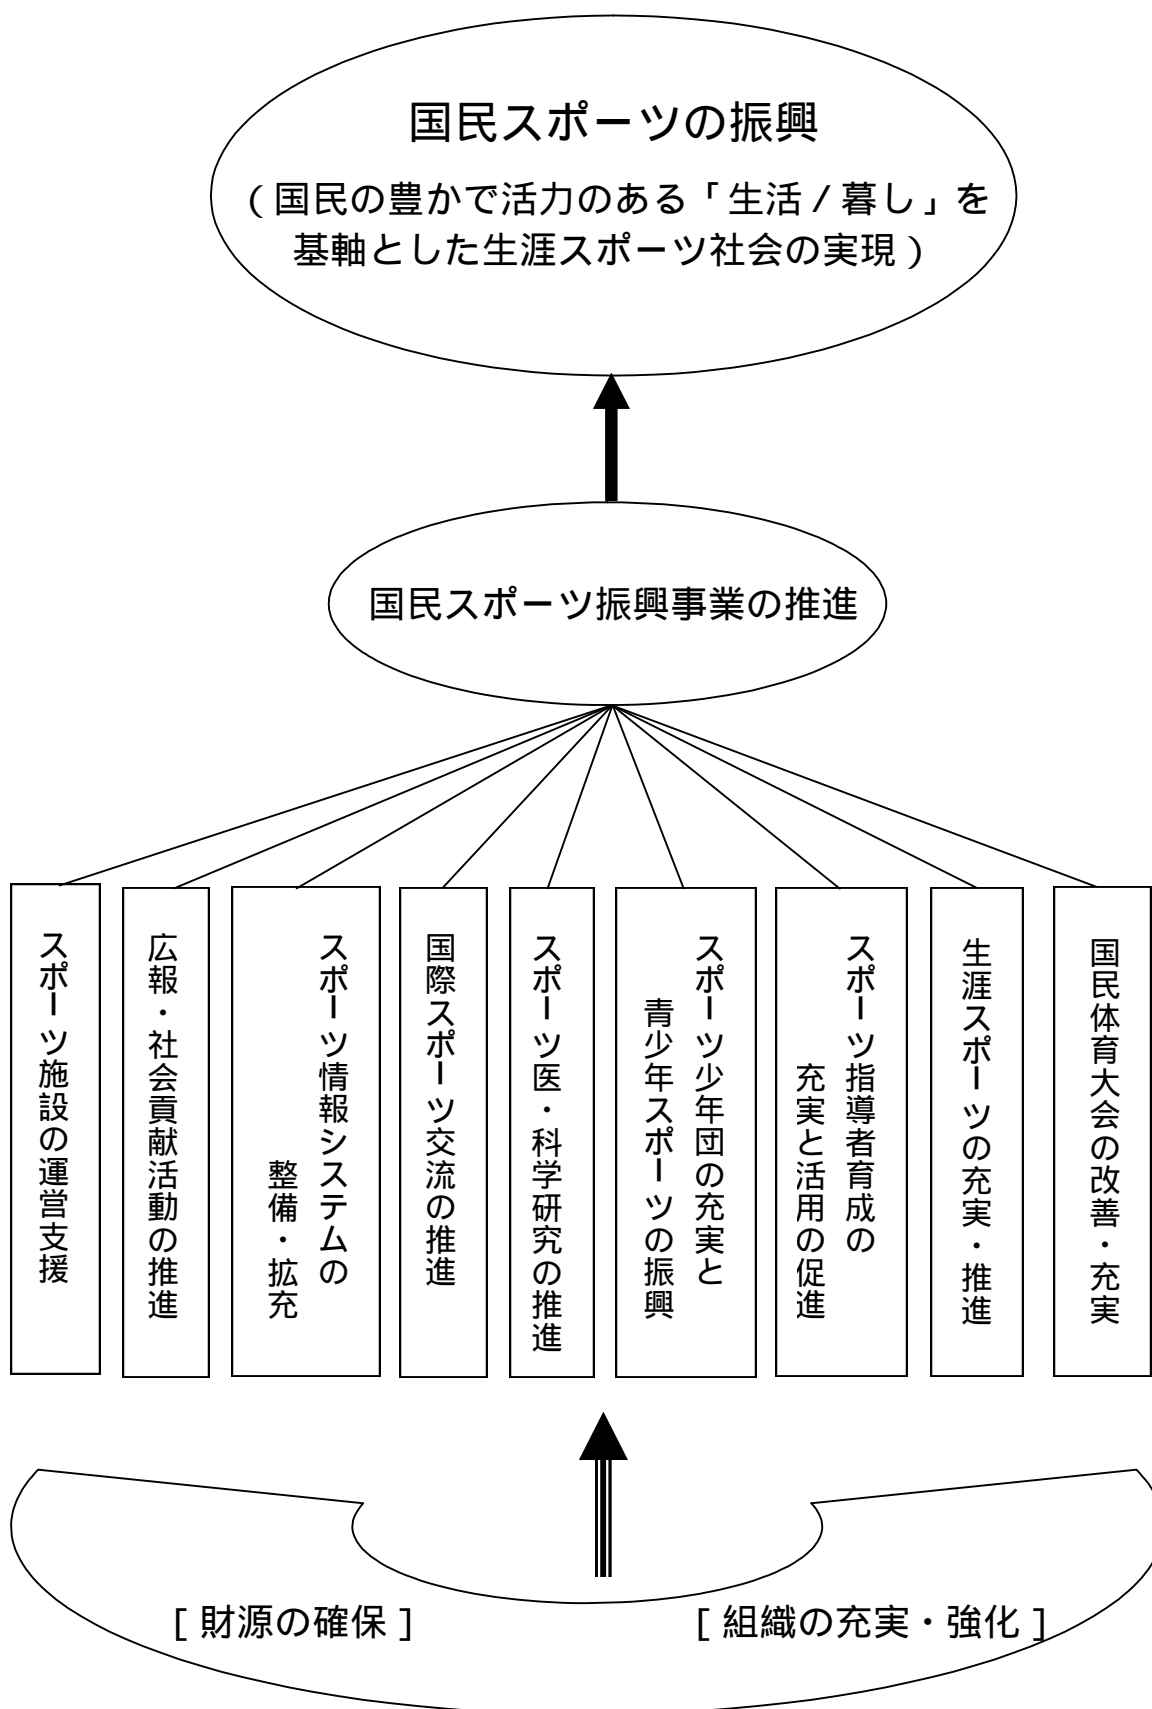 国民スポーツの振興
（国民の豊かで活力のある「生活/暮し」を
基軸とした生涯スポーツ社会の実現）
国民スポーツ振興事業の推進
国民体育大会の改善・充実
生涯スポーツの充実・推進
スポーツ指導者育成の
充実と活用の促進
スポーツ少年団の充実と
青少年スポーツの振興
スポーツ医・科学研究の推進
国際スポーツ交流の推進
スポーツ情報システムの
整備・拡充
広報・社会貢献活動の推進
スポーツ施設の運営支援
[財源の確保]
[組織の充実・強化]